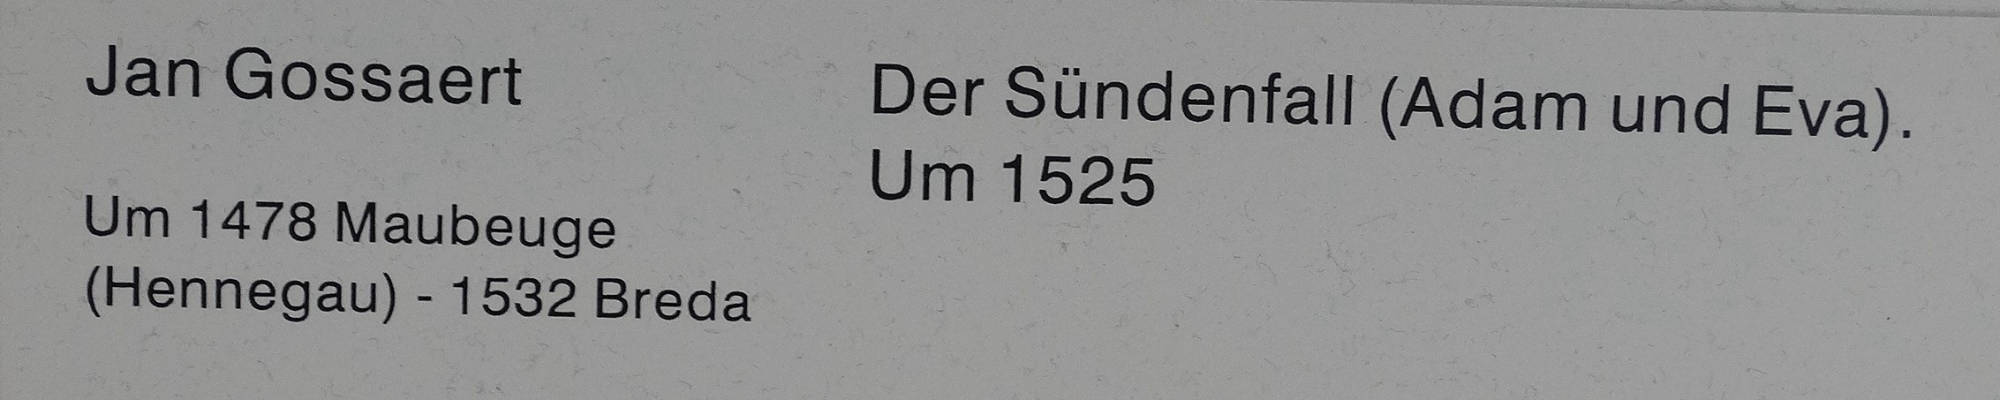 Jan Gossaert
Um 1478 Maubeuge
(Hennegau) - 1532 Breda
Der Sündenfall (Adam und Eva).
Um 1525